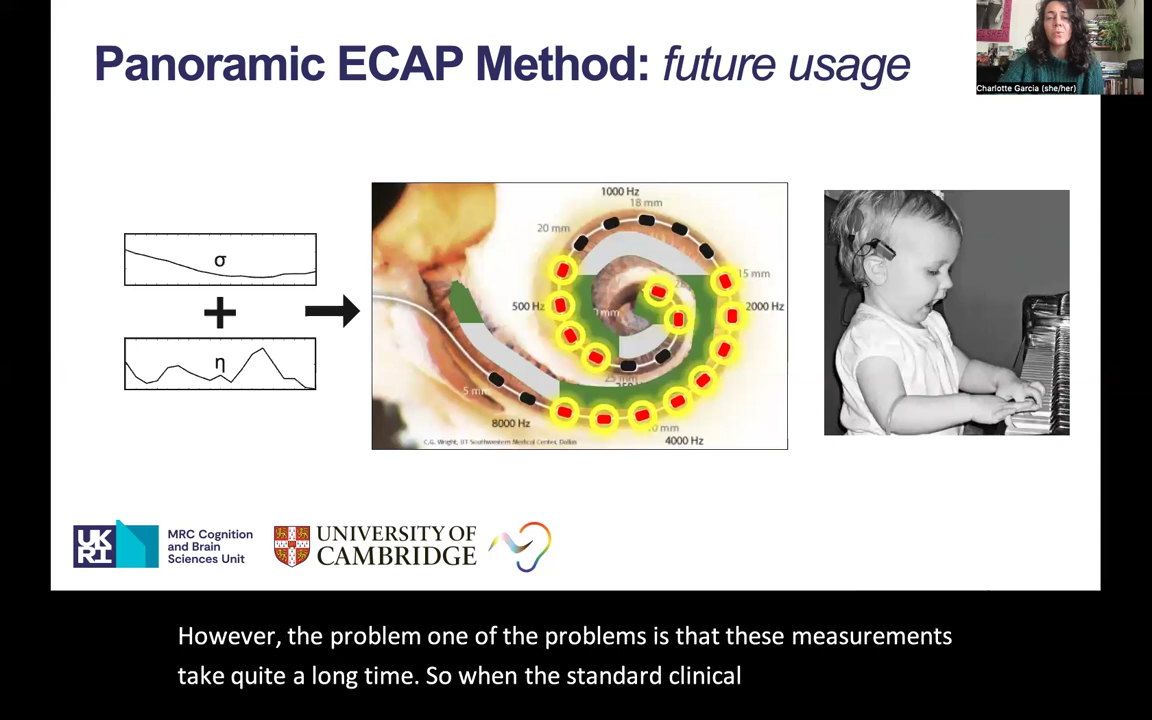 Panoramic ECAP Method: future usage
Charlotte Garcia (she/her)
σ
+
η
1000 Hz
18 mm
20 mm
15 mm
500 Hz
2000 Hz
5 mm
8000 Hz
4000 Hz
C.G. Wright, UT Southwestern Medical Center, Dallas
UK
RI
MRC Cognition
and Brain
Sciences Unit
UNIVERSITY OF
CAMBRIDGE
However, the problem one of the problems is that these measurements
take quite a long time. So when the standard clinical